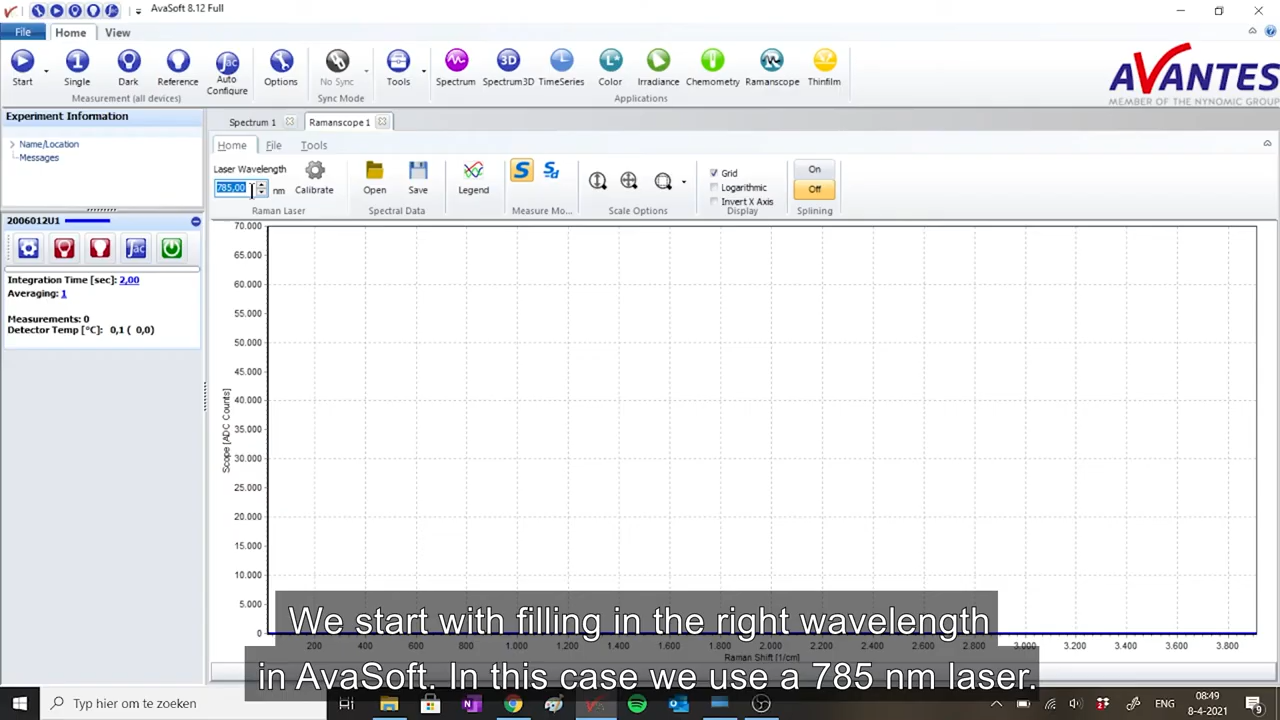 AvaSoft 8.12 Full
File
Home
View
Start
Single
Dark
Reference
Auto
Configure
Measurement (all devices)
Options
No Sync
Sync Mode
Tools
Spectrum
Spectrum3D
TimeSeries
Color
Irradiance
Chemometry
Ramanscope
Thinfilm
Applications
AVANTES
MEMBER OF THE NYNOMIC GROUP
Experiment Information
Name/Location
Messages
2006012U1
Integration Time [sec]: 2,00
Averaging: 1
Measurements: 0
Detector Temp [°C]: 0,1 ( 0,0)
Spectrum 1
Ramanscope 1
Home
File
Tools
Laser Wavelength
785,00 nm
Calibrate
Raman Laser
Open
Save
Spectral Data
Legend
S
Sd
Measure Mo...
Scale Options
Grid
Logarithmic
Invert X Axis
Display
On
Off
Splining
70.000
65.000
60.000
55.000
50.000
45.000
40.000
35.000
30.000
25.000
20.000
15.000
10.000
5.000
0
Scope [ADC Counts]
200 400 600 800 1.000 1.200 1.400 1.600 1.800 2.000 2.200 2.400 2.600 2.800 3.000 3.200 3.400 3.600 3.800
Raman Shift [1/cm]
We start with filling in the right wavelength
in AvaSoft. In this case we use a 785 nm laser.
Typ hier om te zoeken
ENG
08:49
8-4-2021